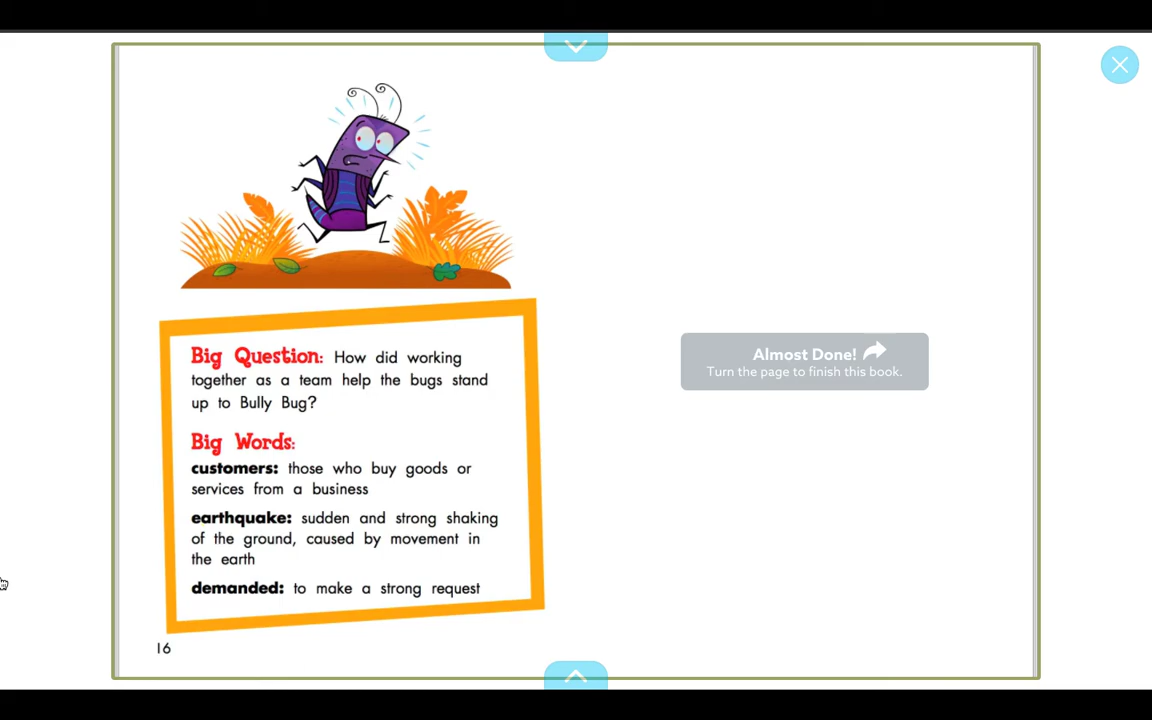 Big Question: How did working
together as a team help the bugs stand
up to Bully Bug?
Big Words:
customers: those who buy goods or
services from a business
earthquake: sudden and strong shaking
of the ground, caused by movement in
the earth
demanded: to make a strong request
16
Almost Done!
Turn the page to finish this book.